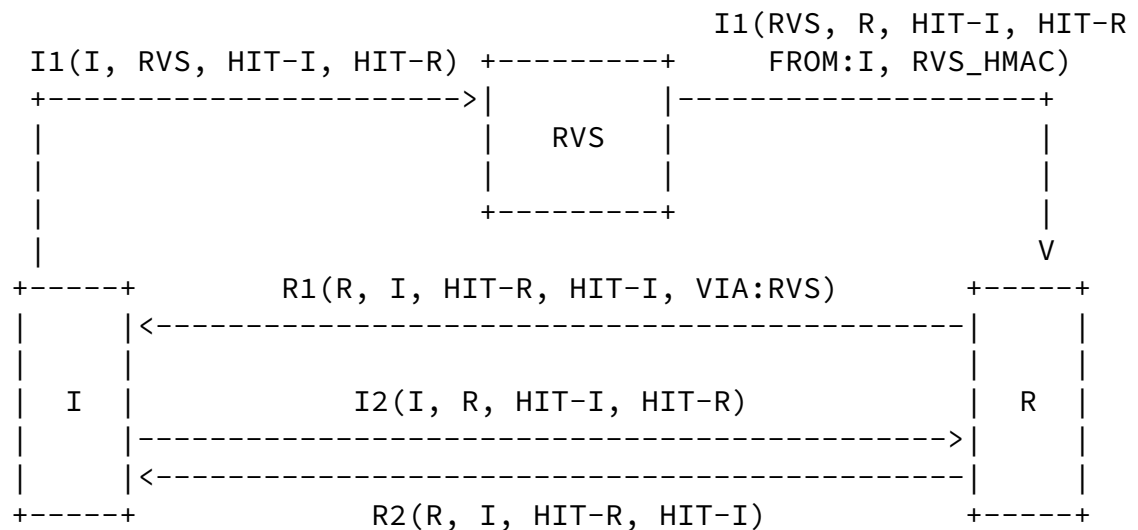 I1(RVS, R, HIT-I, HIT-R
I1(I, RVS, HIT-I, HIT-R)
FROM:I, RVS_HMAC)
RVS
R1(R, I, HIT-R, HIT-I, VIA:RVS)
I
I2(I, R, HIT-I, HIT-R)
R
R2(R, I, HIT-R, HIT-I)